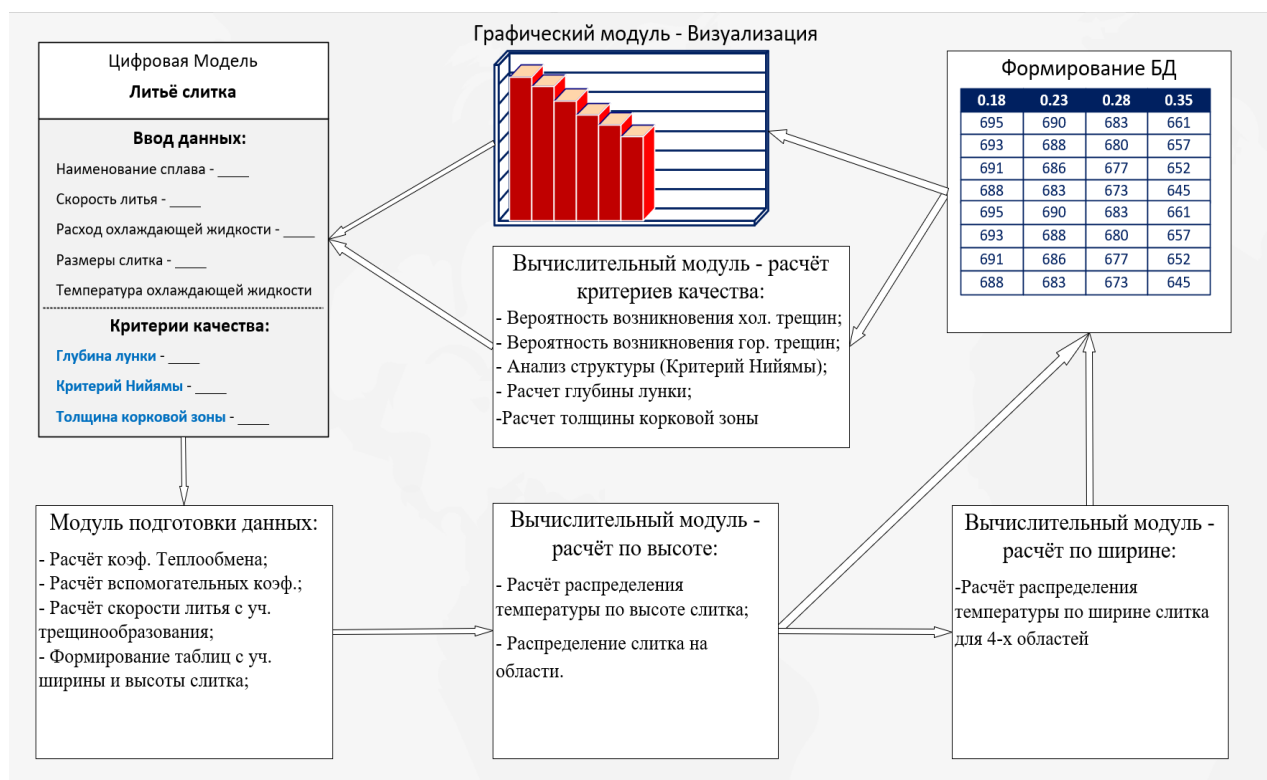 Цифровая Модель
Литьё слитка
Ввод данных:
Наименование сплава - ____
Скорость литья - ____
Расход охлаждающей жидкости - ____
Размеры слитка - ____
Температура охлаждающей жидкости
Критерии качества:
Глубина лунки - ____
Критерий Нийямы - ____
Толщина корковой зоны - ____
Графический модуль - Визуализация
Вычислительный модуль - расчёт
критериев качества:
- Вероятность возникновения хол. трещин;
- Вероятность возникновения гор. трещин;
- Анализ структуры (Критерий Нийямы);
- Расчет глубины лунки;
-Расчет толщины корковой зоны
Формирование БД
0.18 0.23 0.28 0.35
695 690 683 661
693 688 680 657
691 686 677 652
688 683 673 645
695 690 683 661
693 688 680 657
691 686 677 652
688 683 673 645
Модуль подготовки данных:
- Расчёт коэф. Теплообмена;
- Расчёт вспомогательных коэф.;
- Расчёт скорости литья с уч.
трещинообразования;
- Формирование таблиц с уч.
ширины и высоты слитка;
Вычислительный модуль -
расчёт по высоте:
- Расчёт распределения
температуры по высоте слитка;
- Распределение слитка на
области.
Вычислительный модуль -
расчёт по ширине:
-Расчёт распределения
температуры по ширине слитка
для 4-х областей